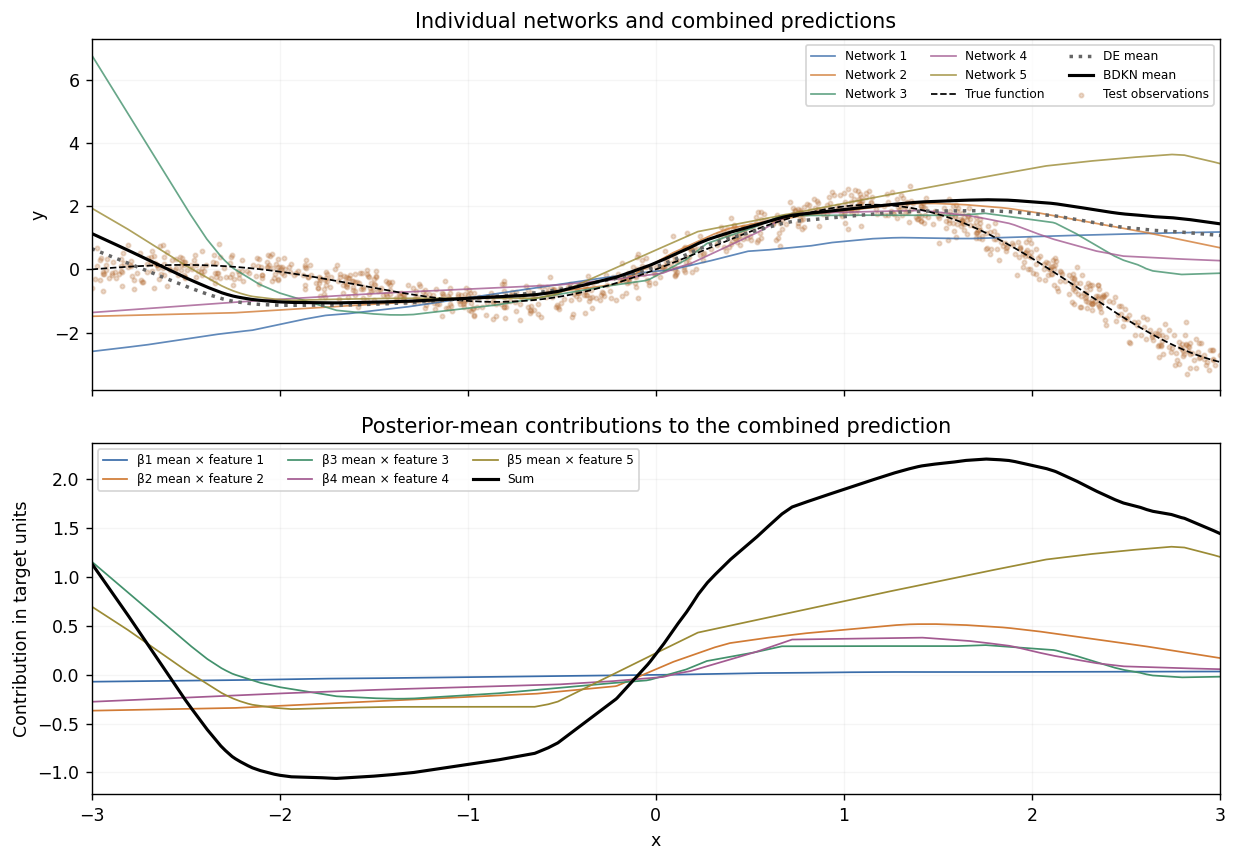 Individual networks and combined predictions
y
6
4
2
0
−2
Network 1
Network 2
Network 3
Network 4
Network 5
True function
DE mean
BDKN mean
Test observations
Posterior-mean contributions to the combined prediction
Contribution in target units
2.0
1.5
1.0
0.5
0.0
−0.5
−1.0
β1 mean × feature 1
β2 mean × feature 2
β3 mean × feature 3
β4 mean × feature 4
β5 mean × feature 5
Sum
−3
−2
−1
0
1
2
3
x